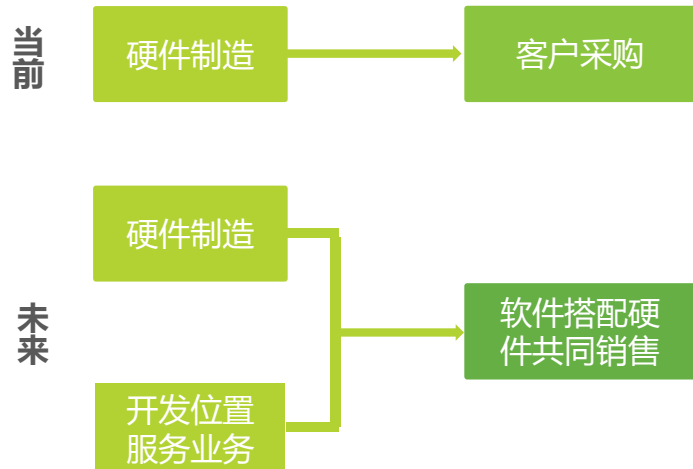 当前
硬件制造
客户采购
未来
硬件制造
开发位置
服务业务
软件搭配硬
件共同销售